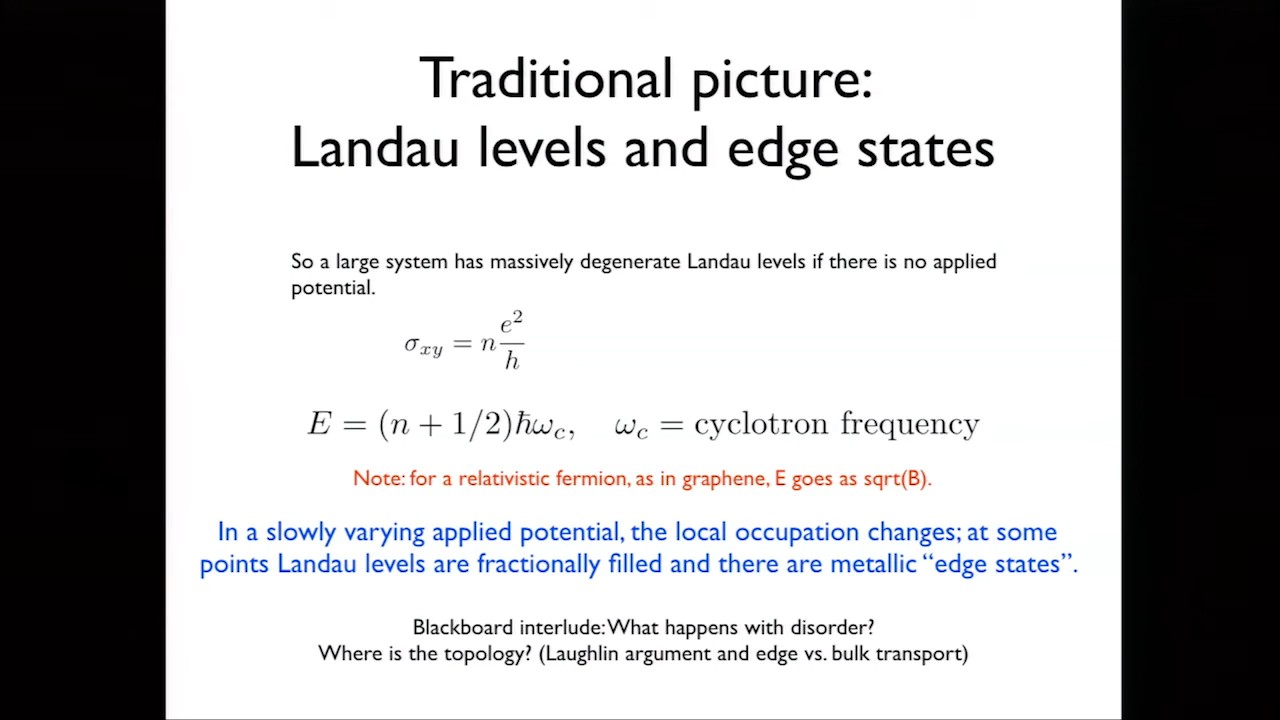 Traditional picture:
Landau levels and edge states
So a large system has massively degenerate Landau levels if there is no applied
potential.
σ_{xy} = n e²/h
E = (n + 1/2)ħω_c,   ω_c = cyclotron frequency
Note: for a relativistic fermion, as in graphene, E goes as sqrt(B).
In a slowly varying applied potential, the local occupation changes; at some
points Landau levels are fractionally filled and there are metallic “edge states”.
Blackboard interlude: What happens with disorder?
Where is the topology? (Laughlin argument and edge vs. bulk transport)